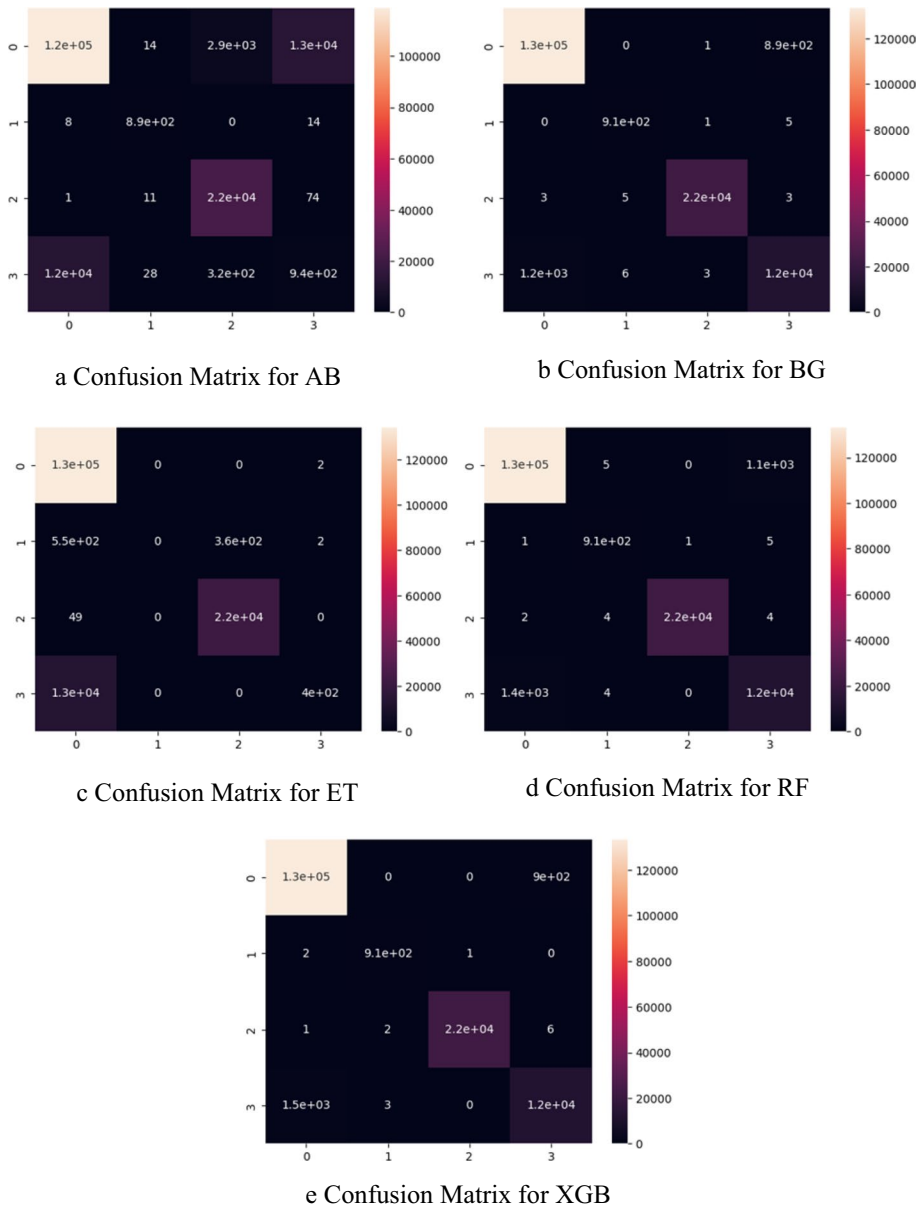 0 1.2e+05 14 2.9e+03 1.3e+04
1 8 8.9e+02 0 14
2 1 11 2.2e+04 74
3 1.2e+04 28 3.2e+02 9.4e+02
0 1 2 3
100000
80000
60000
40000
20000
0
a Confusion Matrix for AB
0 1.3e+05 0 1 8.9e+02
1 0 9.1e+02 1 5
2 3 5 2.2e+04 3
3 1.2e+03 6 3 1.2e+04
0 1 2 3
120000
100000
80000
60000
40000
20000
0
b Confusion Matrix for BG
0 1.3e+05 0 0 2
1 5.5e+02 0 3.6e+02 2
2 49 0 2.2e+04 0
3 1.3e+04 0 0 4e+02
0 1 2 3
120000
100000
80000
60000
40000
20000
0
c Confusion Matrix for ET
0 1.3e+05 5 0 1.1e+03
1 1 9.1e+02 1 5
2 2 4 2.2e+04 4
3 1.4e+03 4 0 1.2e+04
0 1 2 3
120000
100000
80000
60000
40000
20000
0
d Confusion Matrix for RF
0 1.3e+05 0 0 9e+02
1 2 9.1e+02 1 0
2 1 2 2.2e+04 6
3 1.5e+03 3 0 1.2e+04
0 1 2 3
120000
100000
80000
60000
40000
20000
0
e Confusion Matrix for XGB